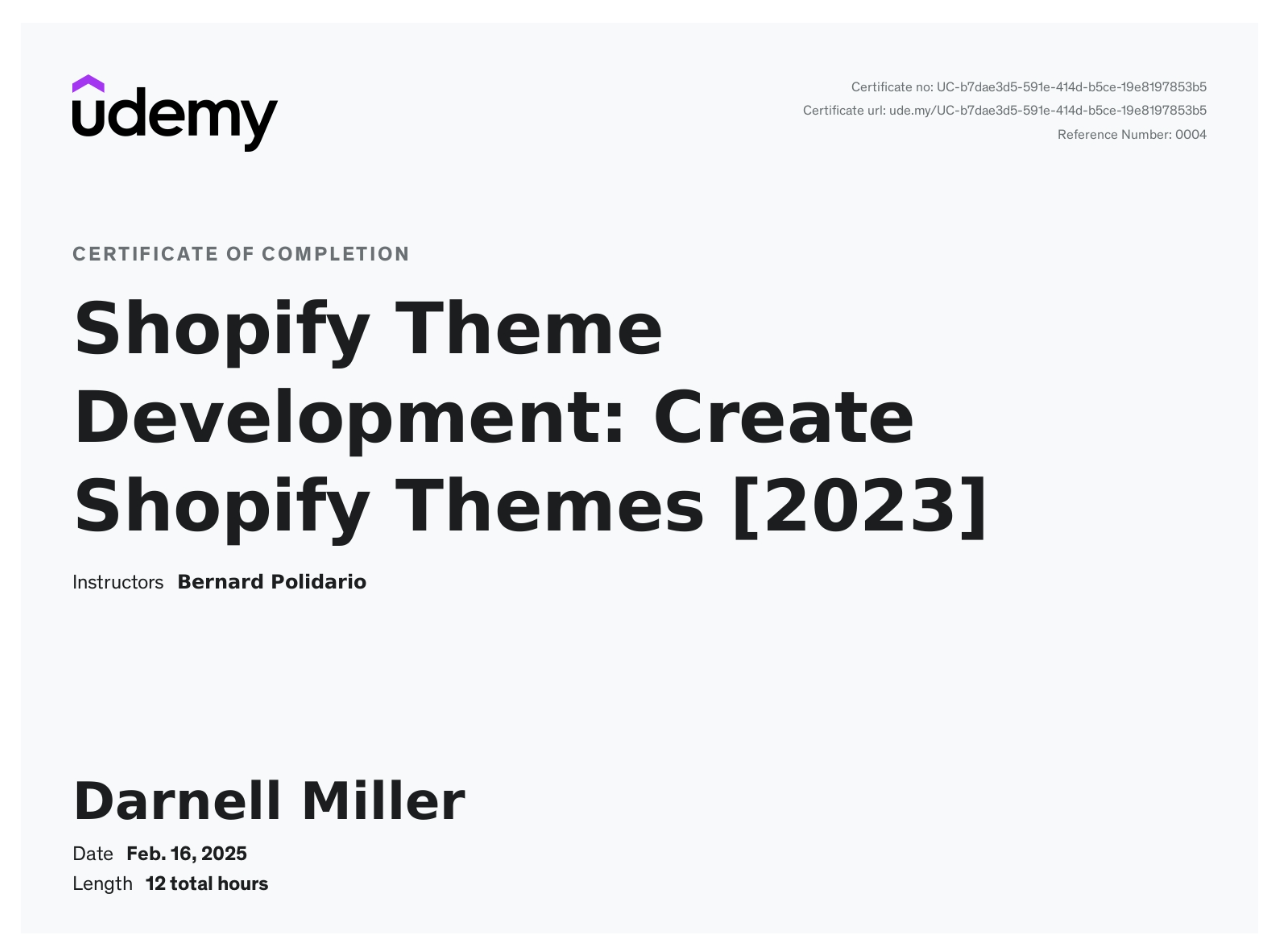 udemy
Certificate no: UC-b7dae3d5-591e-414d-b5ce-19e8197853b5
Certificate url: ude.my/UC-b7dae3d5-591e-414d-b5ce-19e8197853b5
Reference Number: 0004
CERTIFICATE OF COMPLETION
Shopify Theme
Development: Create
Shopify Themes [2023]
Instructors Bernard Polidario
Darnell Miller
Date Feb. 16, 2025
Length 12 total hours